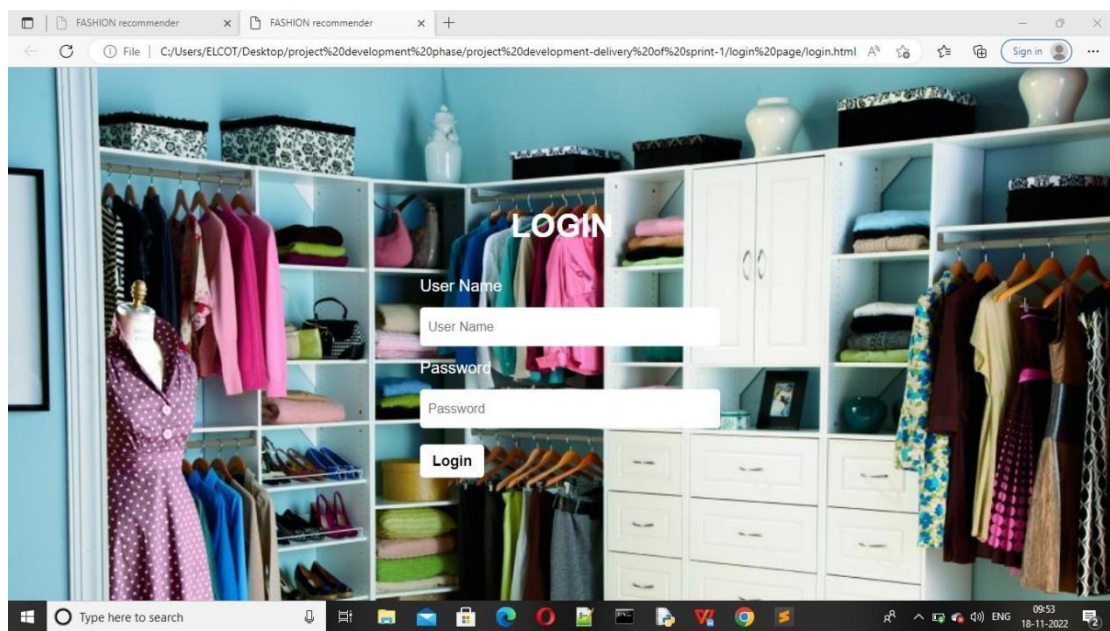 FASHION recommender
FASHION recommender
File C:/Users/ELCOT/Desktop/project%20development%20phase/project%20development-delivery%20of%20sprint-1/login%20page/login.html
Sign in
LOGIN
User Name
User Name
Password
Password
Login
Type here to search
ENG
09:53
18-11-2022
2